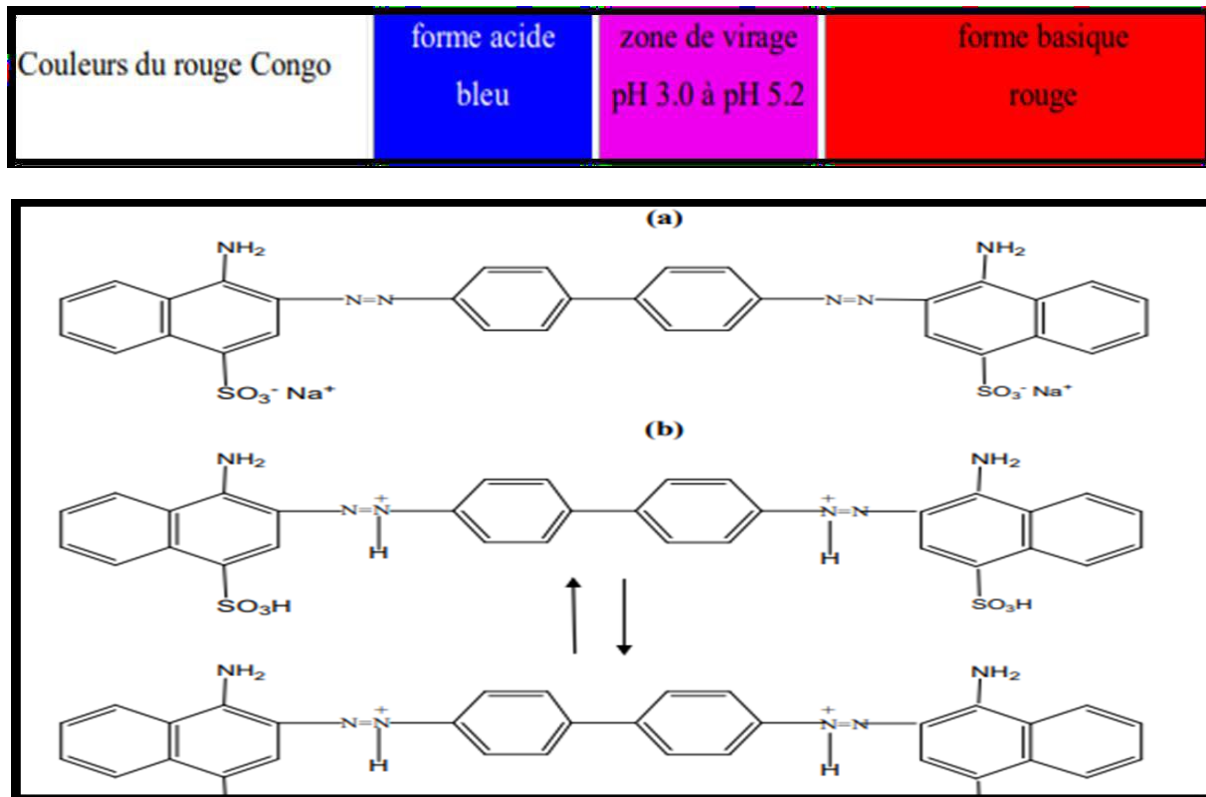 Couleurs du rouge Congo
forme acide
bleu
zone de virage
pH 3.0 à pH 5.2
forme basique
rouge
(a)
NH₂ NH₂
N=N N=N
SO₃⁻ Na⁺ SO₃⁻ Na⁺
(b)
NH₂ NH₂
+ +
N=N N=N
H H
SO₃H SO₃H
NH₂ NH₂
+ +
N=N N=N
H H